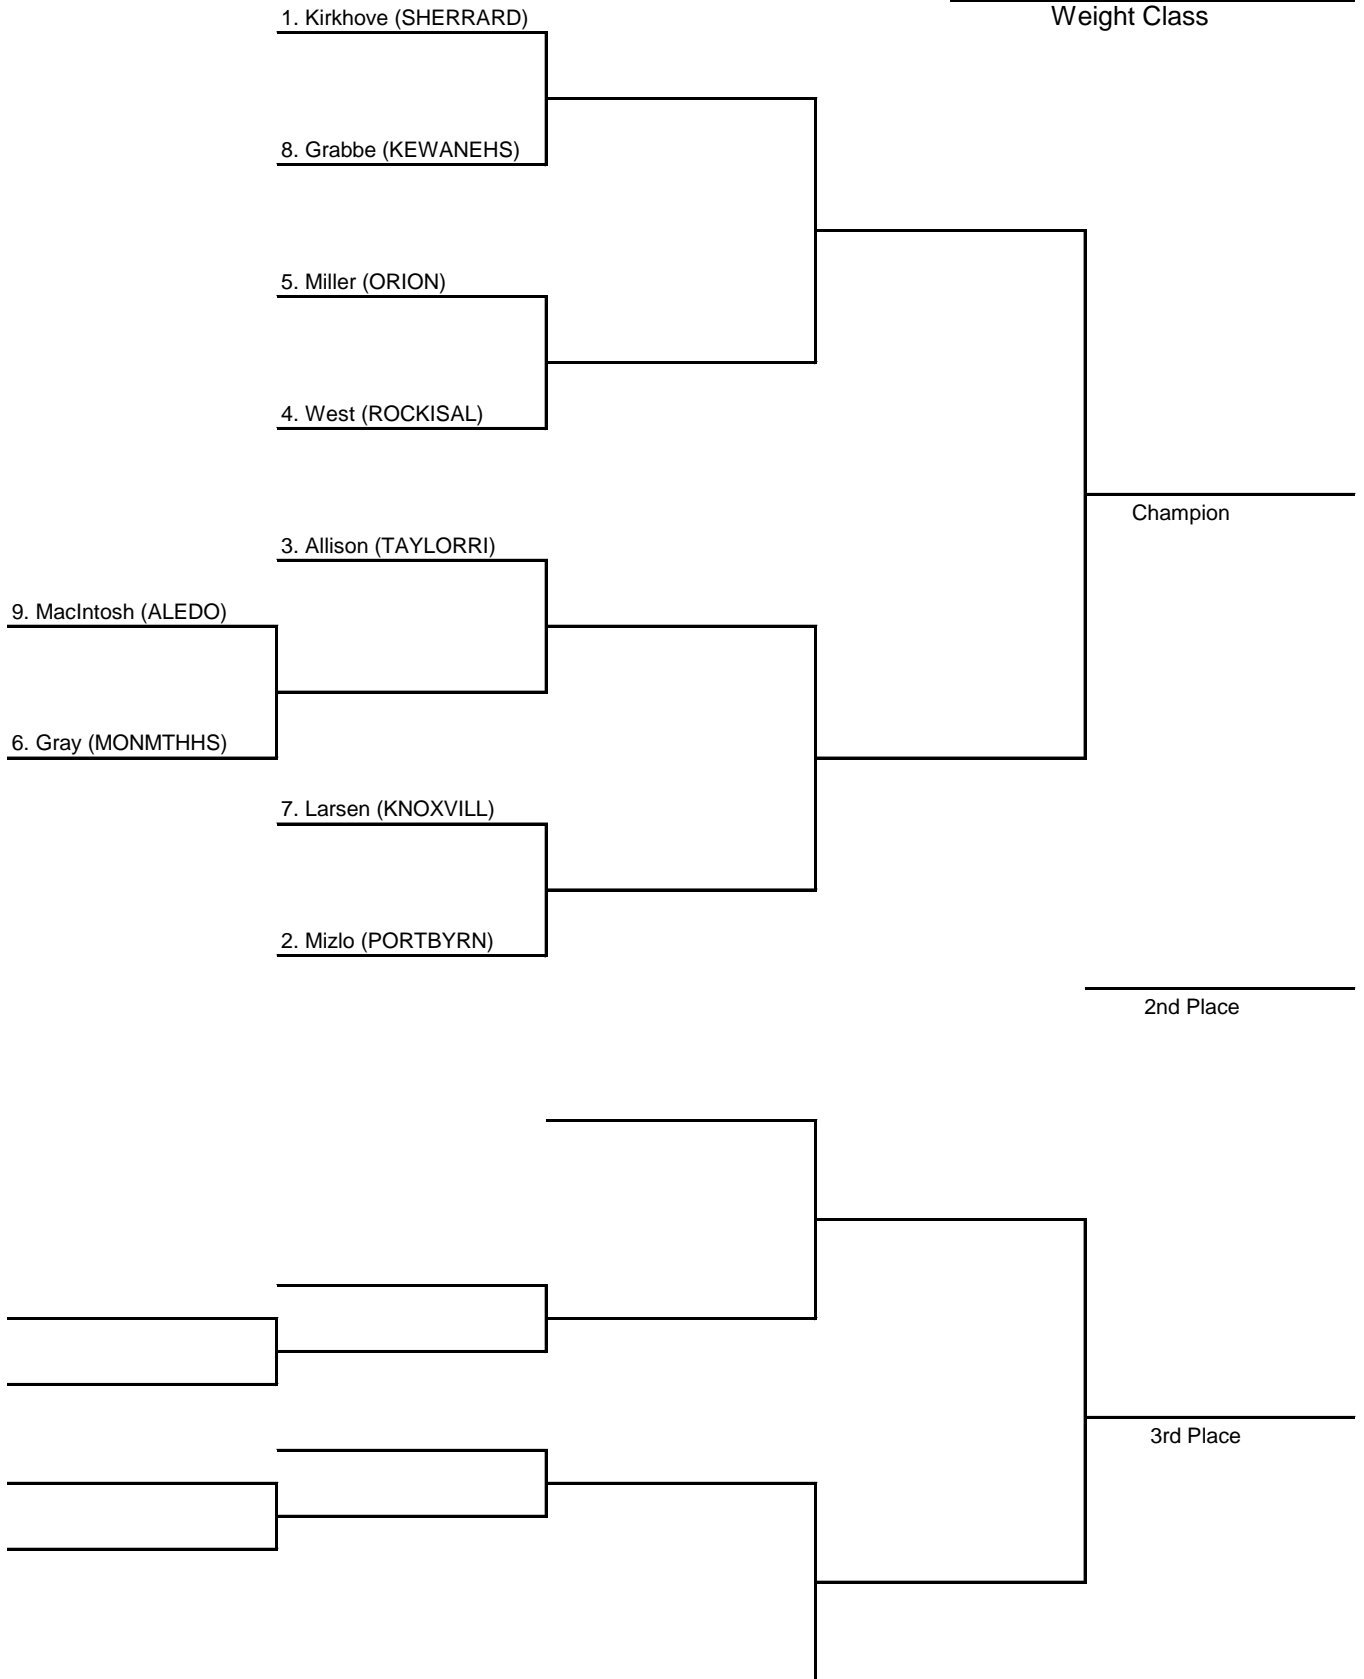 Weight Class
1. Kirkhove (SHERRARD)
8. Grabbe (KEWANEHS)
5. Miller (ORION)
4. West (ROCKISAL)
Champion
3. Allison (TAYLORRI)
9. MacIntosh (ALEDO)
6. Gray (MONMTHHS)
7. Larsen (KNOXVILL)
2. Mizlo (PORTBYRN)
2nd Place
3rd Place